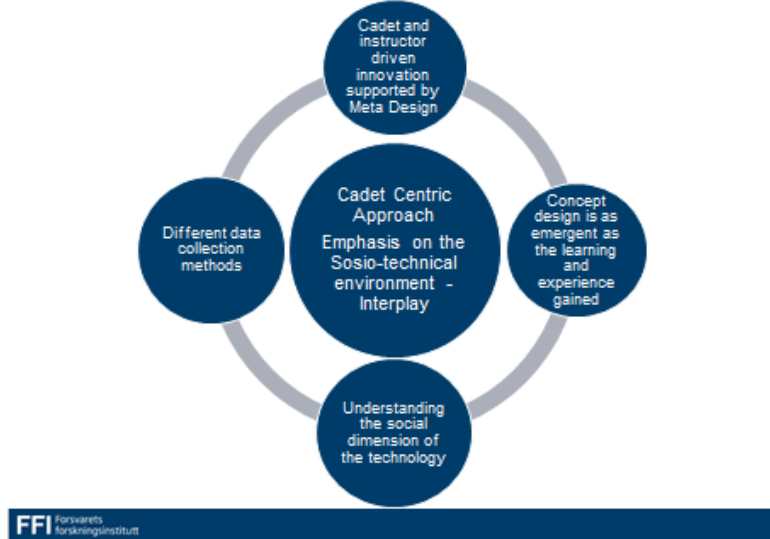 Cadet and
instructor
driven
innovation
supported by
Meta Design
Different data
collection
methods
Cadet Centric
Approach
Emphasis on the
Sosio-technical
environment -
Interplay
Concept
design is as
emergent as
the learning
and
experience
gained
Understanding
the social
dimension of
the technology
FFI Forsvarets
forskningsinstitutt